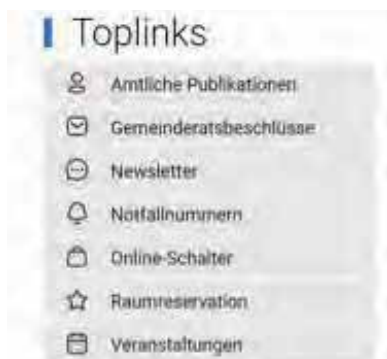 Toplinks
Amtliche Publikationen
Gemeinderatsbeschlüsse
Newsletter
Notfallnummern
Online-Schalter
Raumreservation
Veranstaltungen